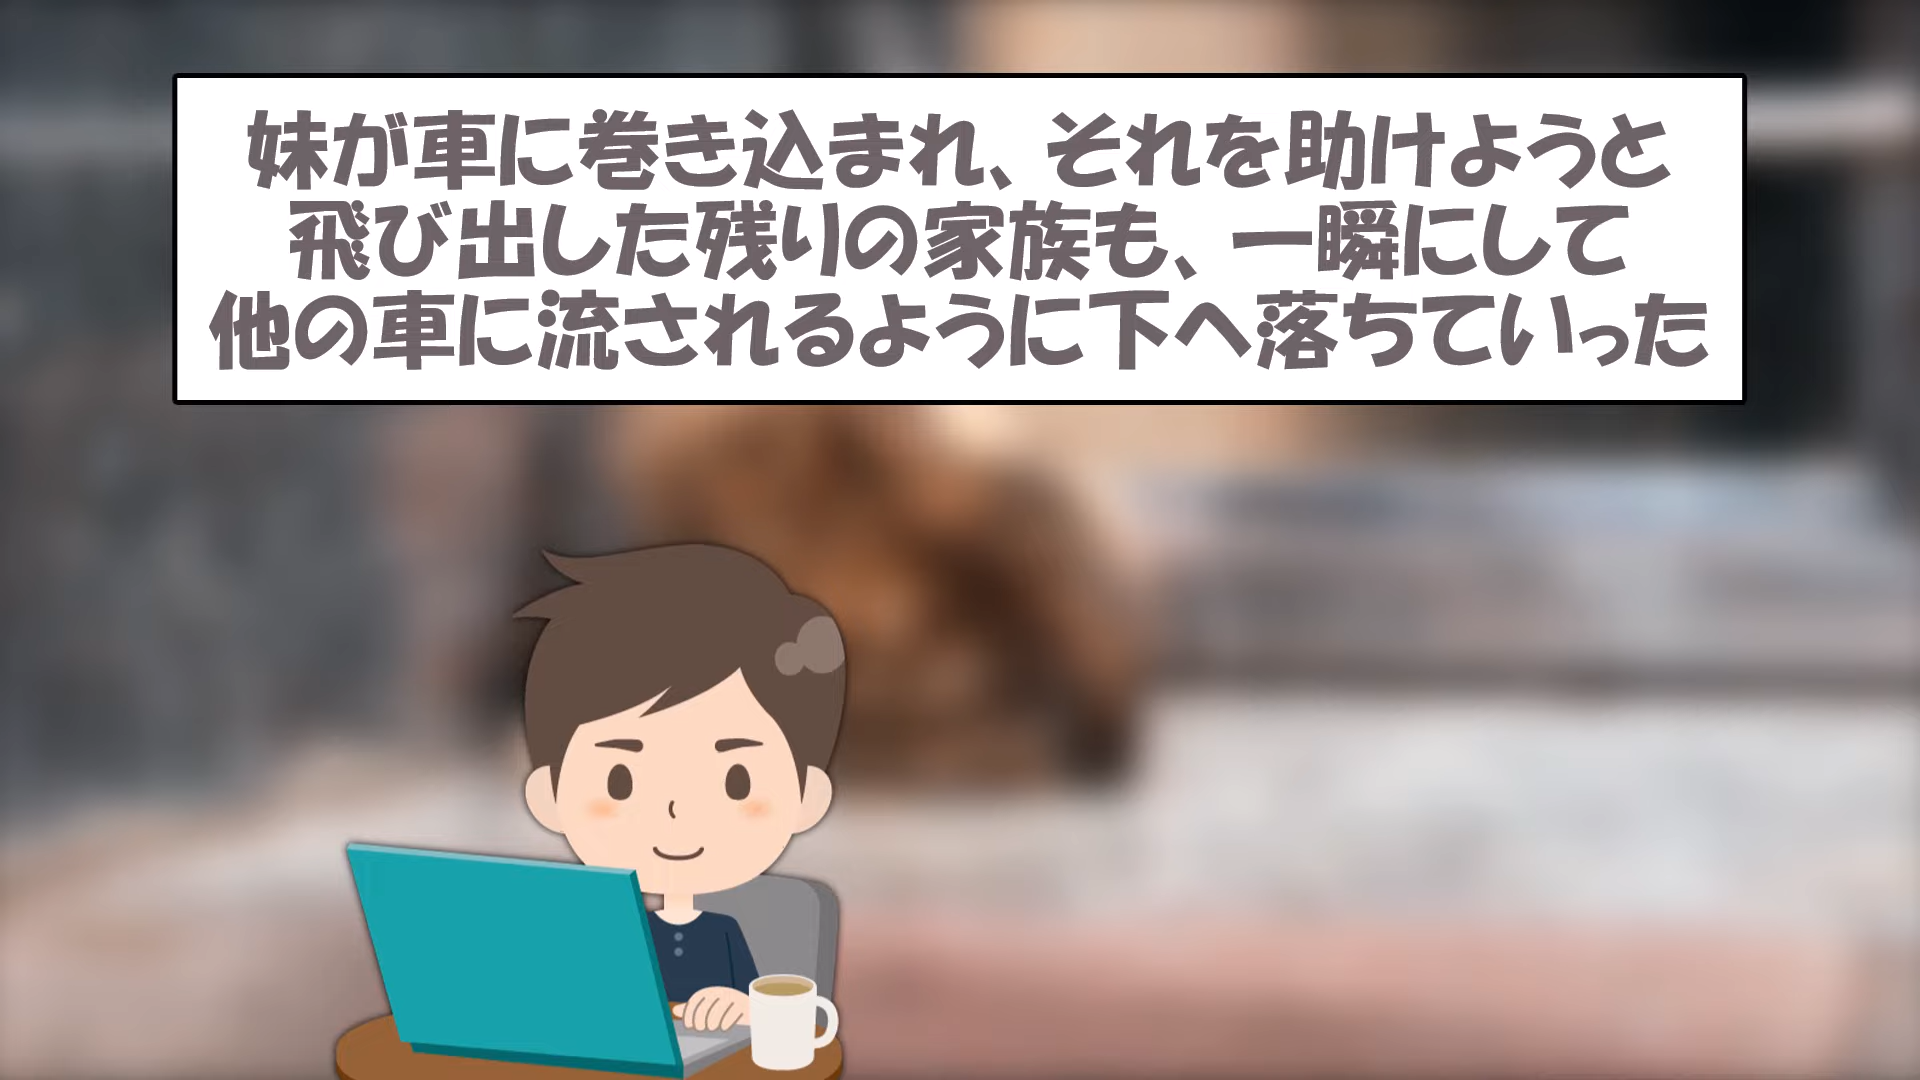 妹が車に巻き込まれ、それを助けようと
飛び出した残りの家族も、一瞬にして
他の車に流されるように下へ落ちていった